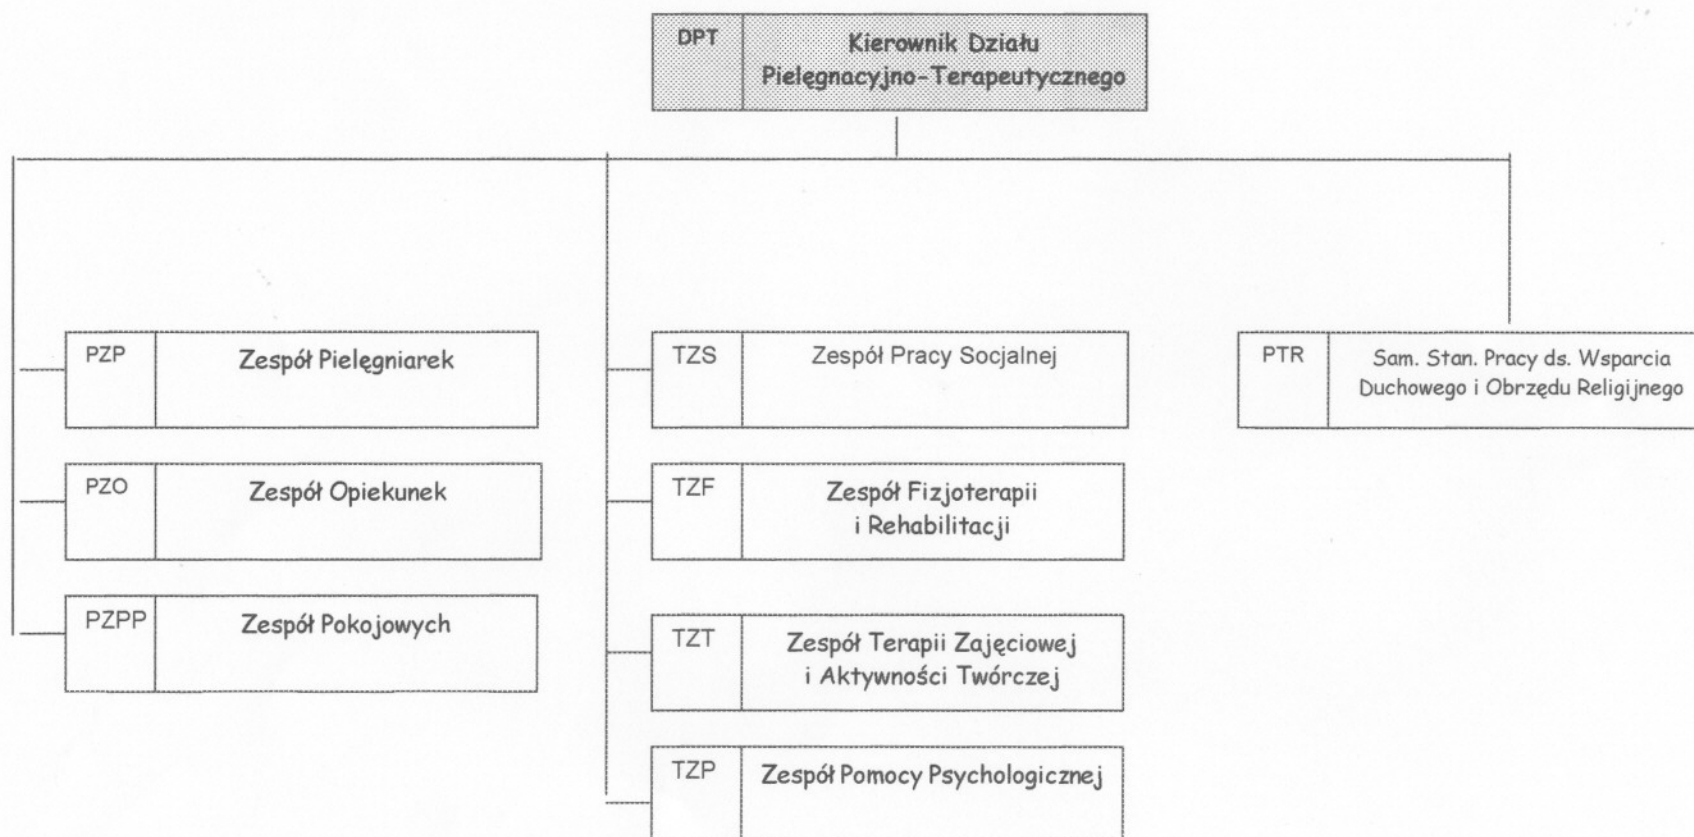 DPT
Kierownik Działu
Pielęgnacyjno-Terapeutycznego
PZP
Zespół Pielęgniarek
PZO
Zespół Opiekunek
PZPP
Zespół Pokojowych
TZS
Zespół Pracy Socjalnej
TZF
Zespół Fizjoterapii
i Rehabilitacji
TZT
Zespół Terapii Zajęciowej
i Aktywności Twórczej
TZP
Zespół Pomocy Psychologicznej
PTR
Sam. Stan. Pracy ds. Wsparcia
Duchowego i Obrzędu Religijnego